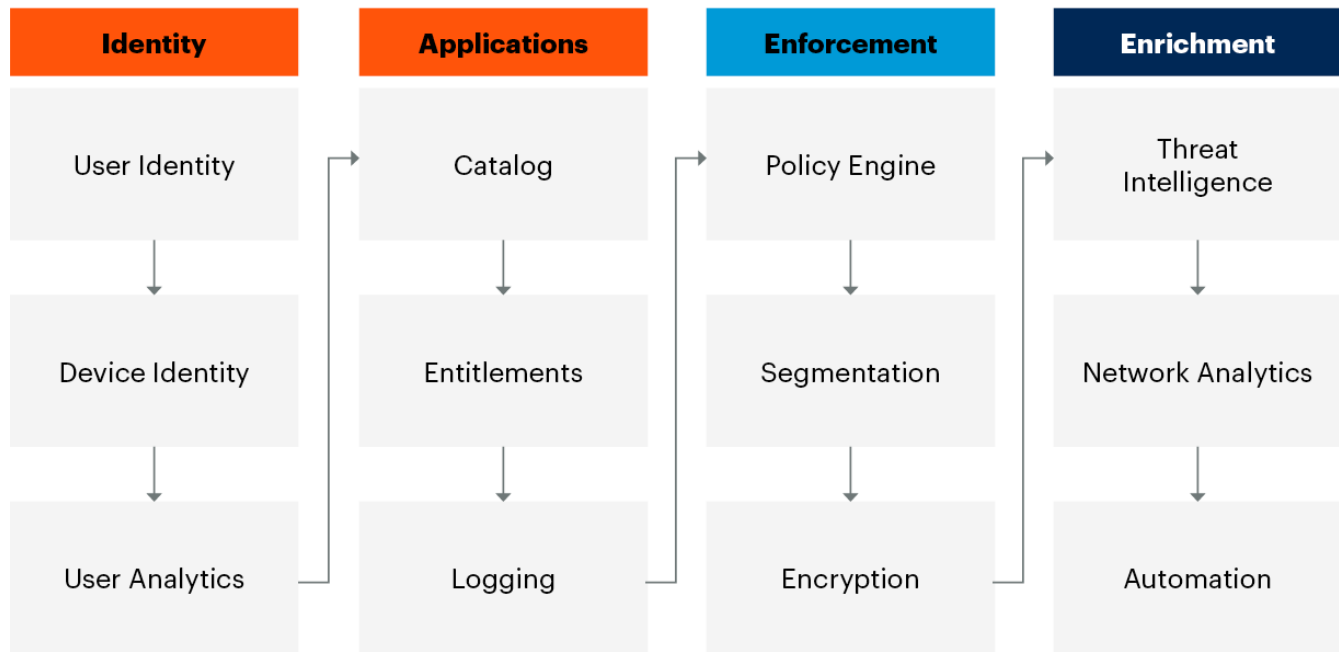 Identity
Applications
Enforcement
Enrichment
User Identity
Catalog
Policy Engine
Threat
Intelligence
Device Identity
Entitlements
Segmentation
Network Analytics
User Analytics
Logging
Encryption
Automation